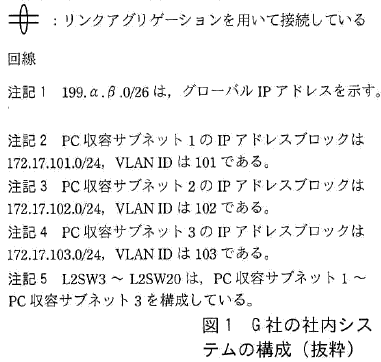 ：リンクアグリゲーションを用いて接続している
回線
注記1 199.α.β.0/26は，グローバルIPアドレスを示す。
注記2 PC収容サブネット1のIPアドレスブロックは
172.17.101.0/24，VLAN IDは101である。
注記3 PC収容サブネット2のIPアドレスブロックは
172.17.102.0/24，VLAN IDは102である。
注記4 PC収容サブネット3のIPアドレスブロックは
172.17.103.0/24，VLAN IDは103である。
注記5 L2SW3～L2SW20は，PC収容サブネット1～
PC収容サブネット3を構成している。
図1 G社の社内シス
テムの構成（抜粋）